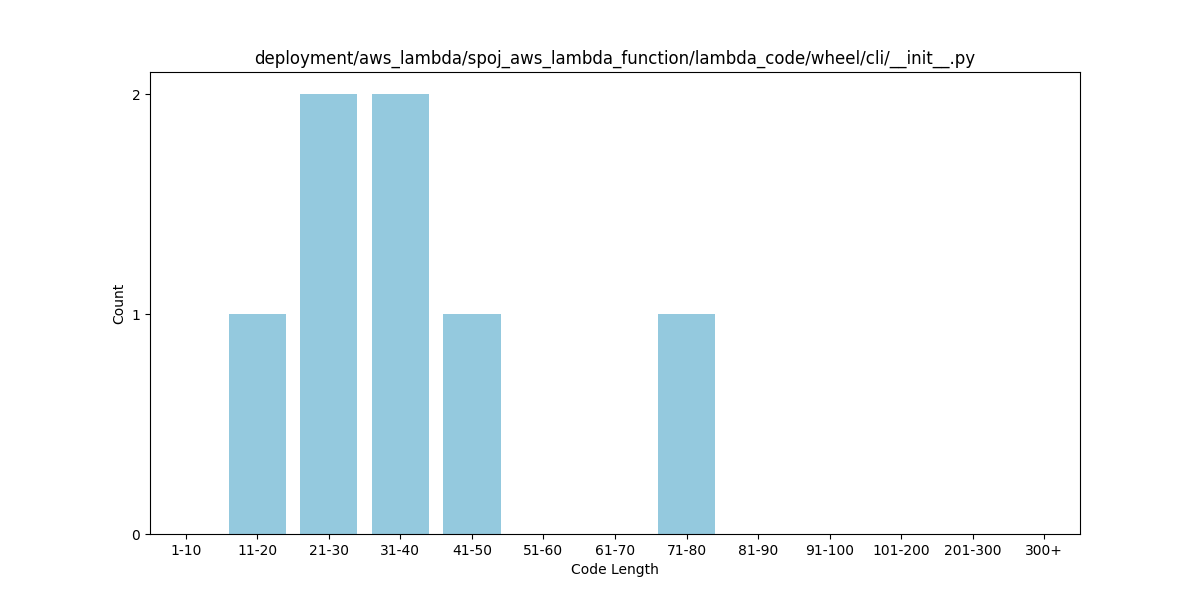 deployment/aws_lambda/spoj_aws_lambda_function/lambda_code/wheel/cli/__init__.py
2
1
0
Count
1-10 11-20 21-30 31-40 41-50 51-60 61-70 71-80 81-90 91-100 101-200 201-300 300+
Code Length